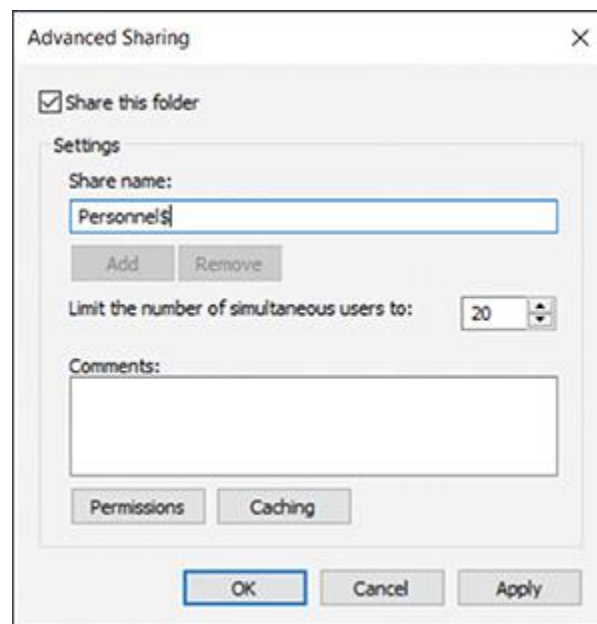 Advanced Sharing
Share this folder
Settings
Share name:
Personnel$
Add Remove
Limit the number of simultaneous users to: 20
Comments:
Permissions Caching
OK Cancel Apply